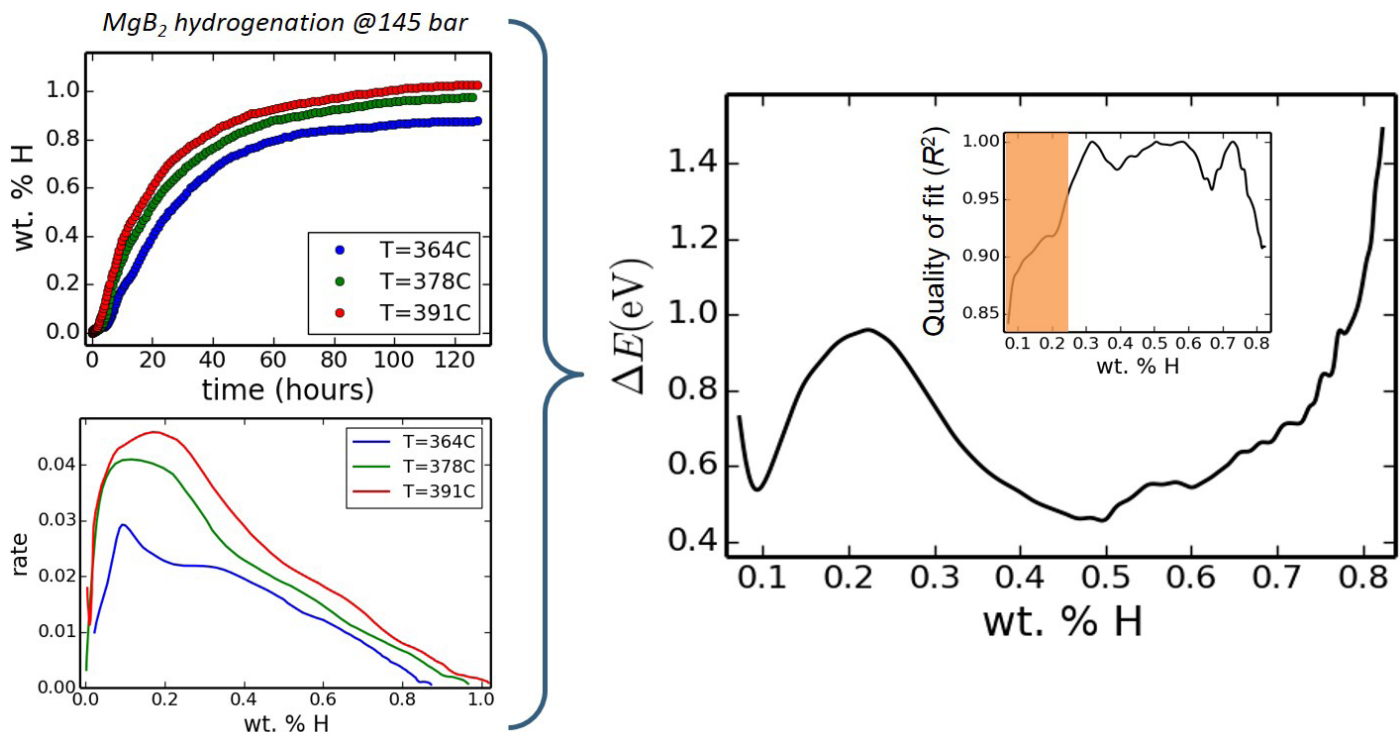 MgB₂ hydrogenation @145 bar
wt. % H
1.0
0.8
0.6
0.4
0.2
0.0
T=364C
T=378C
T=391C
0 20 40 60 80 100 120
time (hours)
rate
0.04
0.03
0.02
0.01
0.00
T=364C
T=378C
T=391C
0.0 0.2 0.4 0.6 0.8 1.0
wt. % H
ΔE(eV)
1.4
1.2
1.0
0.8
0.6
0.4
0.1 0.2 0.3 0.4 0.5 0.6 0.7 0.8
wt. % H
Quality of fit (R²)
1.00
0.95
0.90
0.85
0.1 0.2 0.3 0.4 0.5 0.6 0.7 0.8
wt. % H